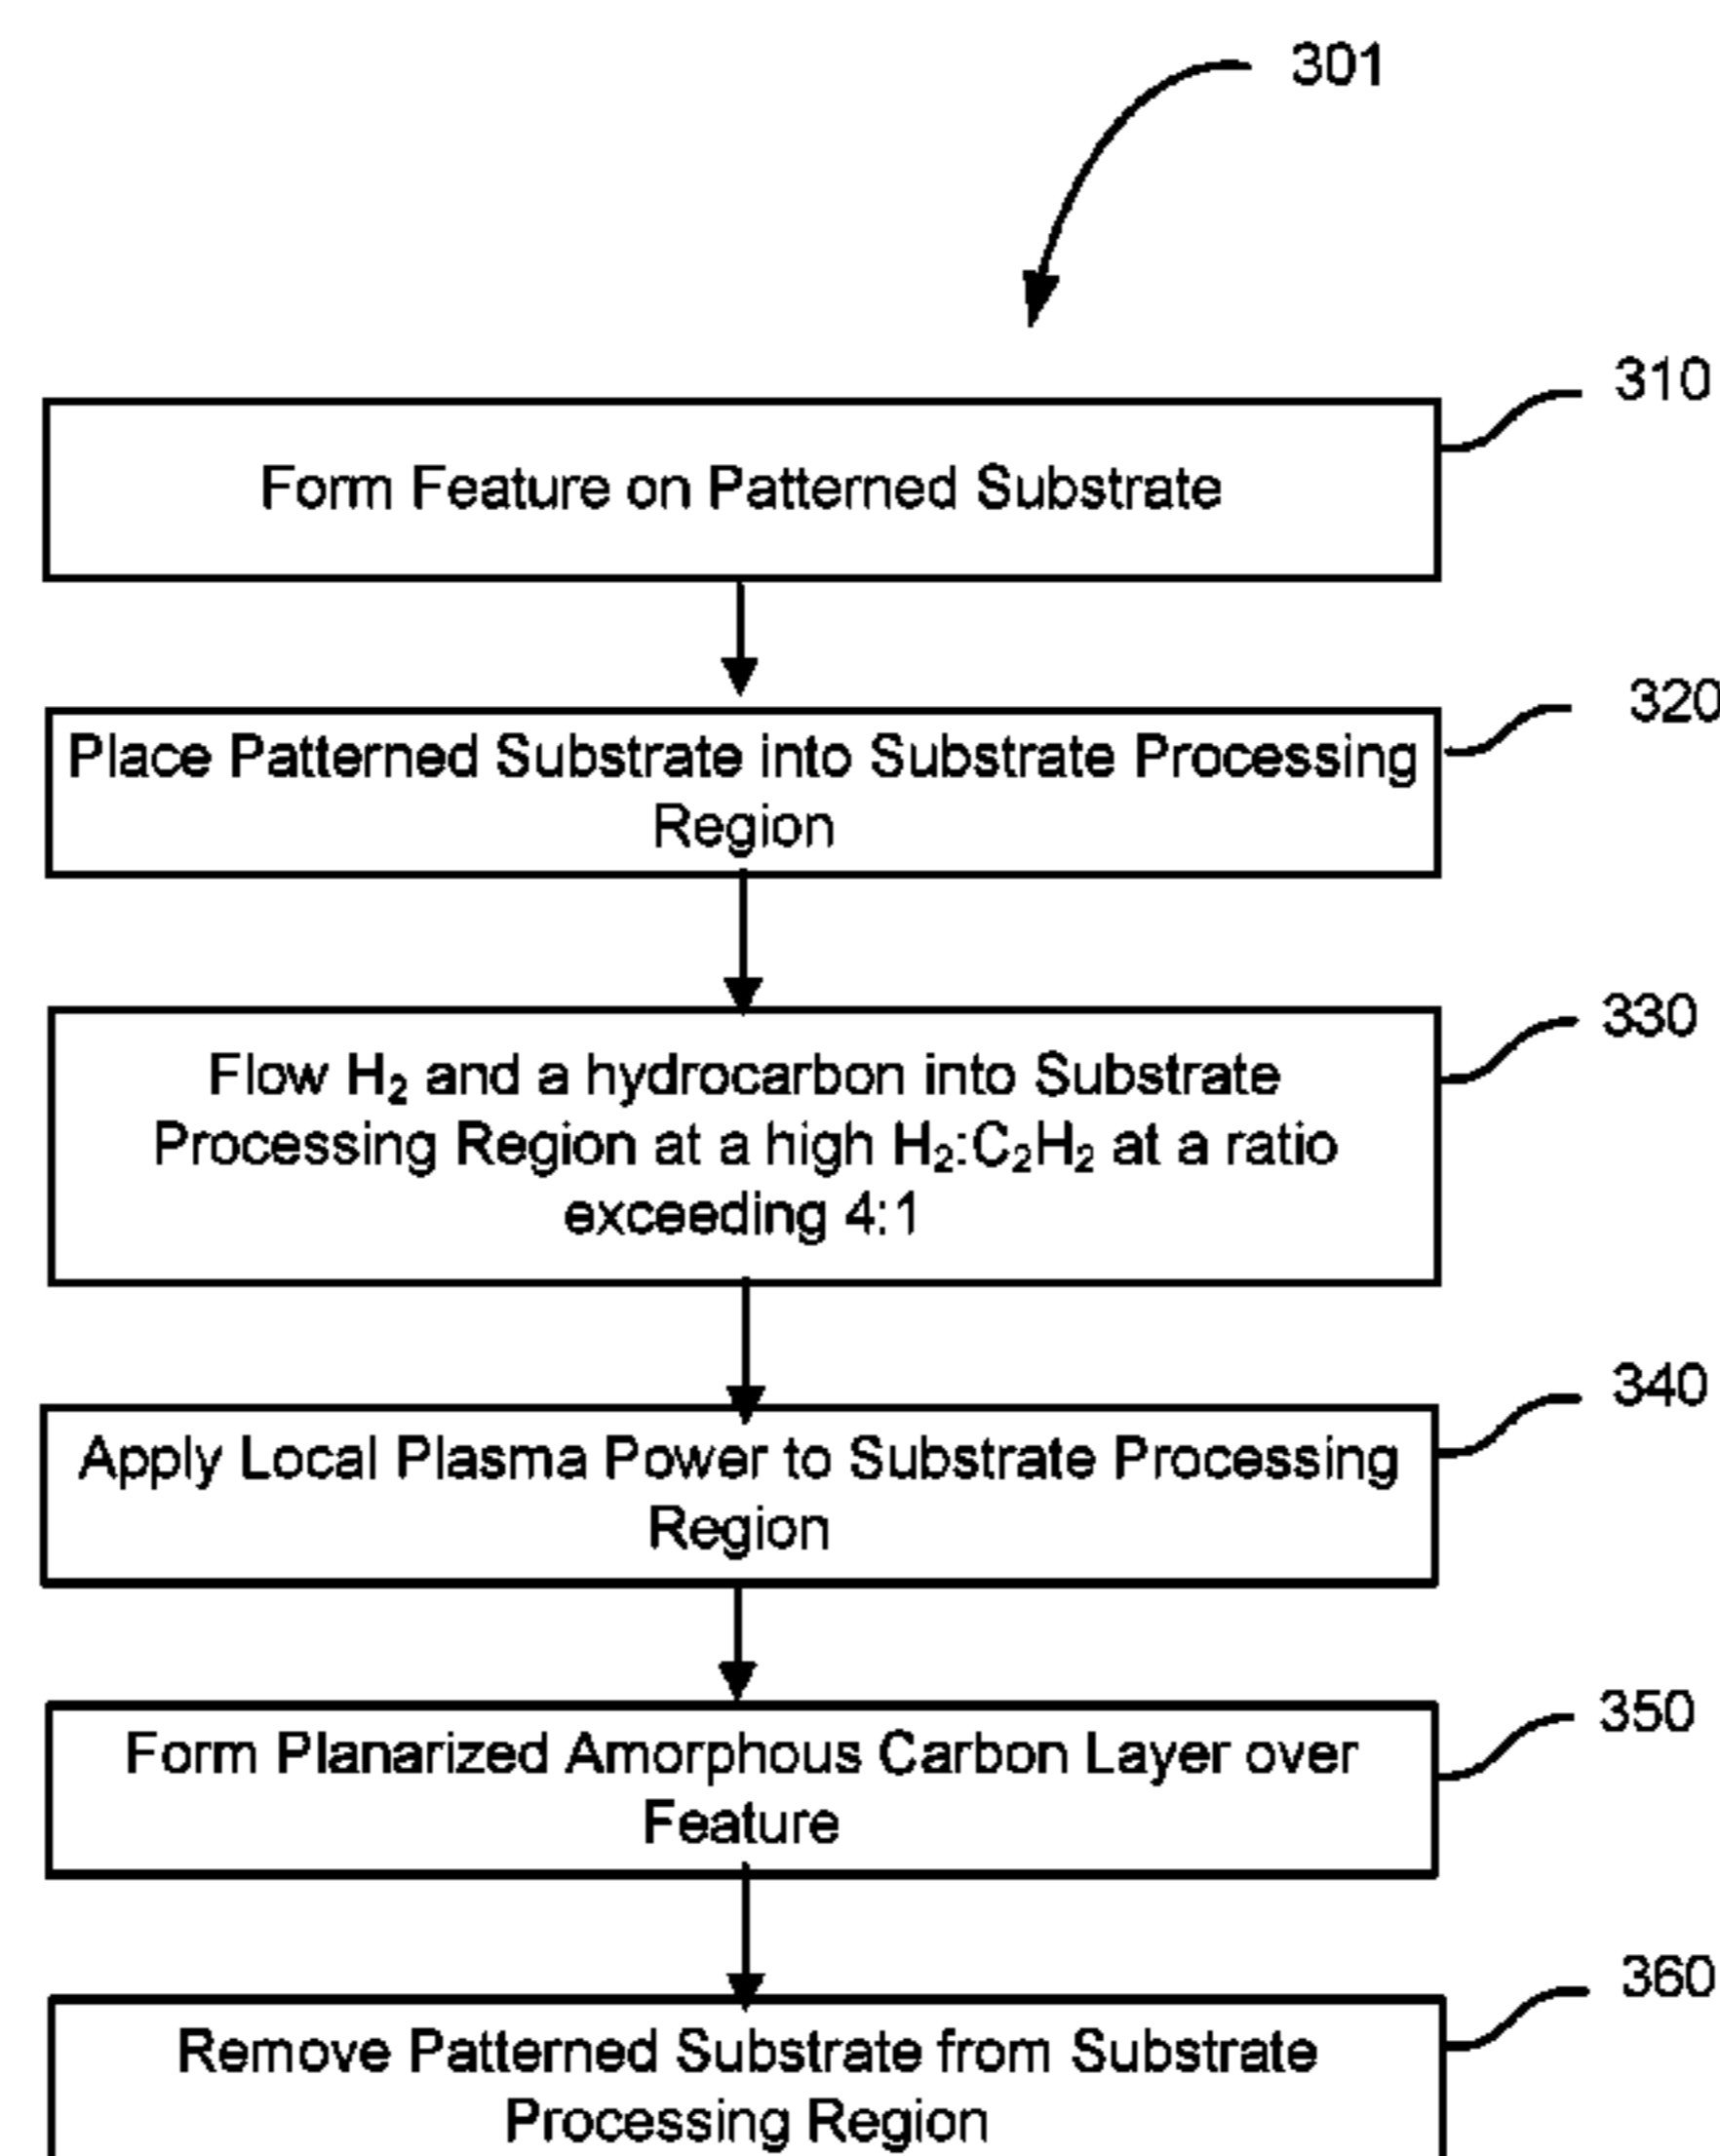 301
310
Form Feature on Patterned Substrate
320
Place Patterned Substrate into Substrate Processing
Region
330
Flow H₂ and a hydrocarbon into Substrate
Processing Region at a high H₂:C₂H₂ at a ratio
exceeding 4:1
340
Apply Local Plasma Power to Substrate Processing
Region
350
Form Planarized Amorphous Carbon Layer over
Feature
360
Remove Patterned Substrate from Substrate
Processing Region